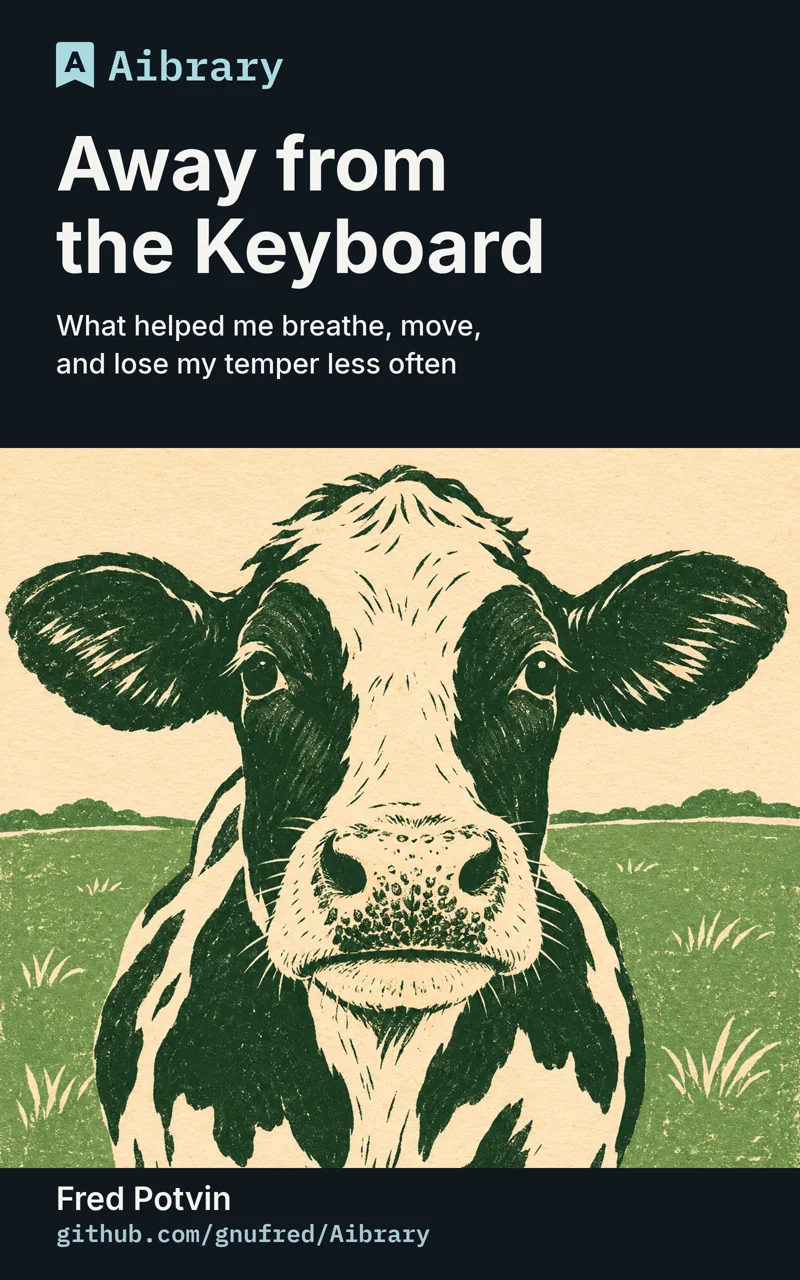 A Aibrary
Away from
the Keyboard
What helped me breathe, move,
and lose my temper less often
Fred Potvin
github.com/gnufred/Aibrary